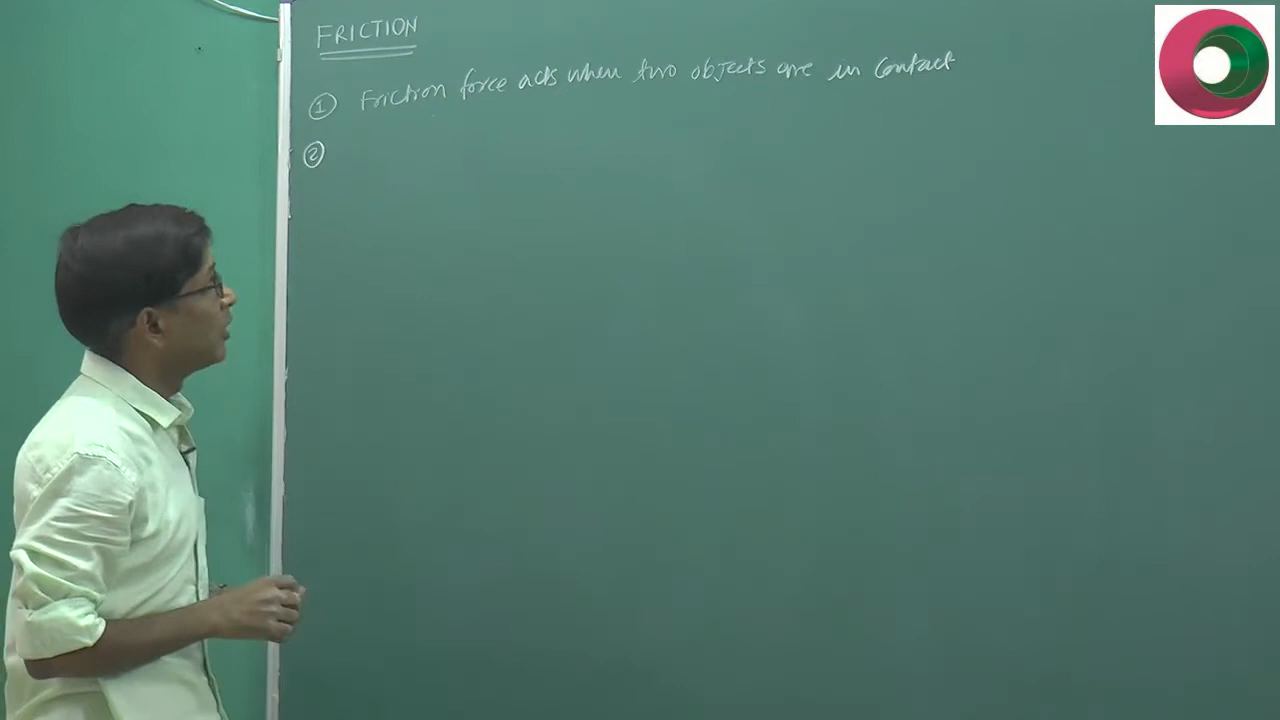 FRICTION
① Friction force acts when two objects are in contact
②